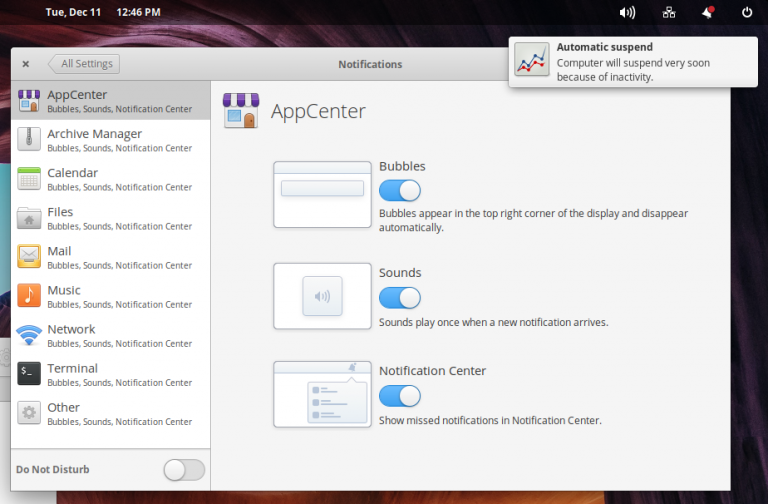 Tue, Dec 11 12:46 PM
Automatic suspend
Computer will suspend very soon
because of inactivity.
All Settings
Notifications
AppCenter
Bubbles, Sounds, Notification Center
Archive Manager
Bubbles, Sounds, Notification Center
Calendar
Bubbles, Sounds, Notification Center
Files
Bubbles, Sounds, Notification Center
Mail
Bubbles, Sounds, Notification Center
Music
Bubbles, Sounds, Notification Center
Network
Bubbles, Sounds, Notification Center
$_
Terminal
Bubbles, Sounds, Notification Center
Other
Bubbles, Sounds, Notification Center
Do Not Disturb
AppCenter
Bubbles
Bubbles appear in the top right corner of the display and disappear
automatically.
Sounds
Sounds play once when a new notification arrives.
Notification Center
Show missed notifications in Notification Center.